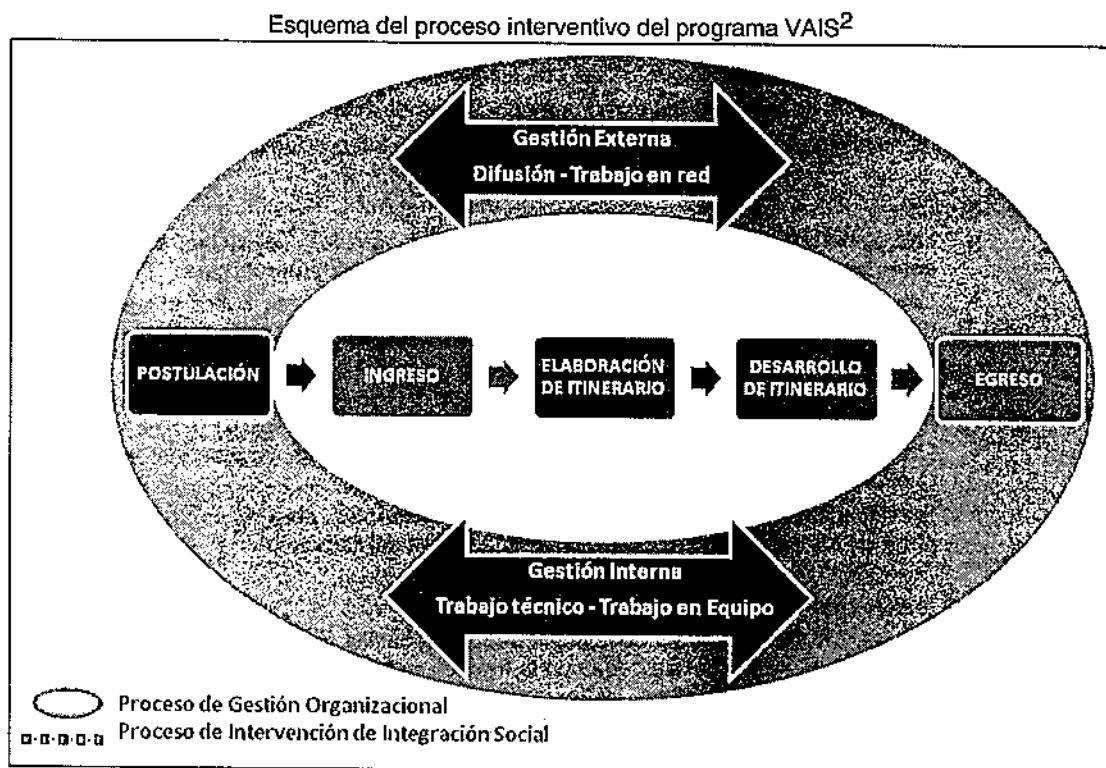 Esquema del proceso interventivo del programa VAIS2
Gestión Externa
Difusión - Trabajo en red
POSTULACIÓN
INGRESO
ELABORACIÓN
DE ITINERARIO
DESARROLLO
DE ITINERARIO
EGRESO
Gestión Interna
Trabajo técnico - Trabajo en Equipo
Proceso de Gestión Organizacional
Proceso de Intervención de Integración Social